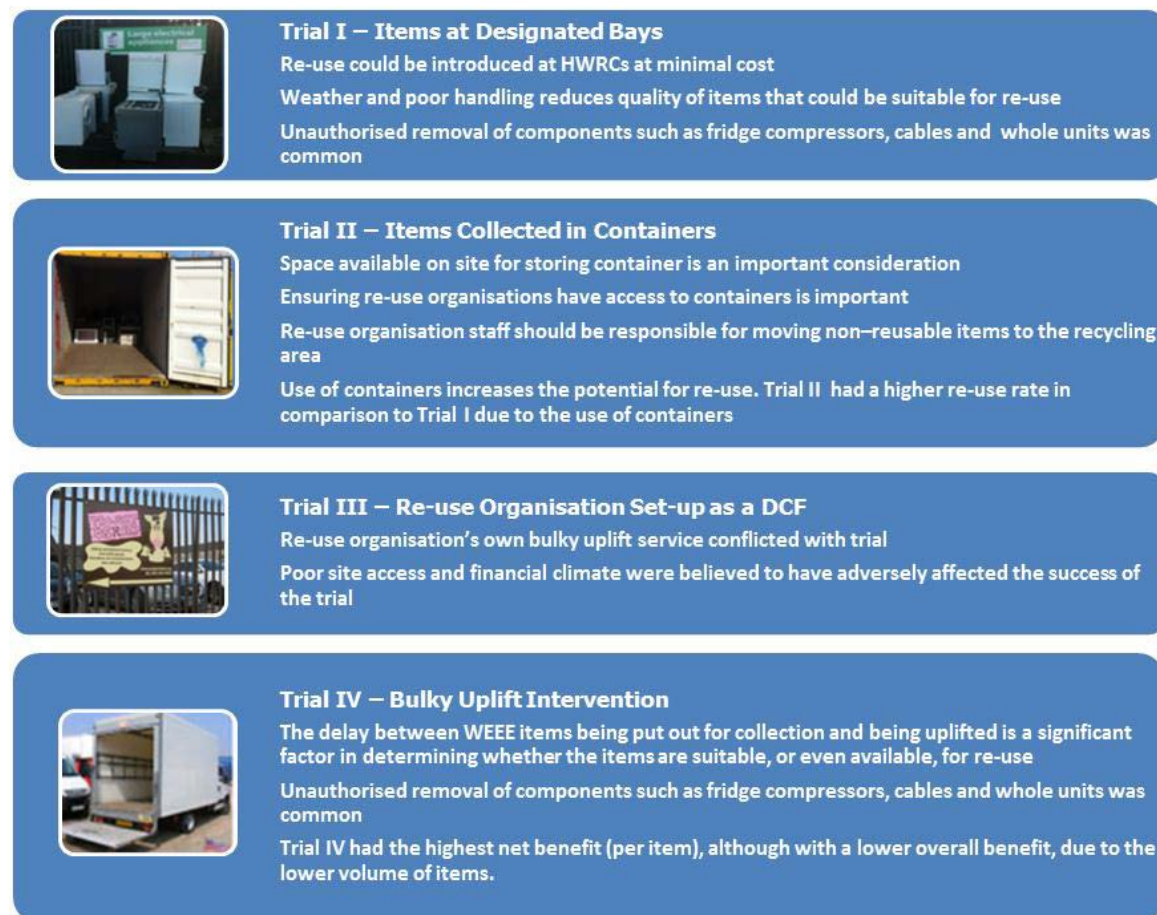 Large electrical
appliances
Trial I – Items at Designated Bays
Re-use could be introduced at HWRCs at minimal cost
Weather and poor handling reduces quality of items that could be suitable for re-use
Unauthorised removal of components such as fridge compressors, cables and whole units was
common
Trial II – Items Collected in Containers
Space available on site for storing container is an important consideration
Ensuring re-use organisations have access to containers is important
Re-use organisation staff should be responsible for moving non–reusable items to the recycling
area
Use of containers increases the potential for re-use. Trial II had a higher re-use rate in
comparison to Trial I due to the use of containers
Trial III – Re-use Organisation Set-up as a DCF
Re-use organisation's own bulky uplift service conflicted with trial
Poor site access and financial climate were believed to have adversely affected the success of
the trial
Trial IV – Bulky Uplift Intervention
The delay between WEEE items being put out for collection and being uplifted is a significant
factor in determining whether the items are suitable, or even available, for re-use
Unauthorised removal of components such as fridge compressors, cables and whole units was
common
Trial IV had the highest net benefit (per item), although with a lower overall benefit, due to the
lower volume of items.